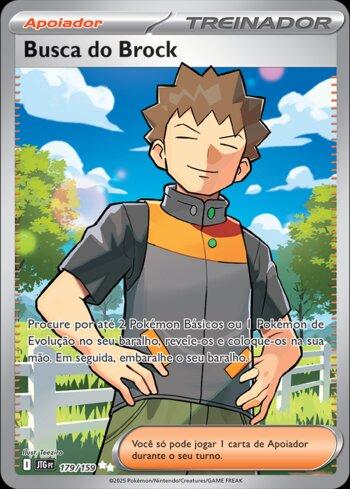 Apoiador
TREINADOR
Busca do Brock
Procure por até 2 Pokémon Básicos ou 1 Pokémon de
Evolução no seu baralho, revele-os e coloque-os na sua
mão. Em seguida, embaralhe o seu baralho.
Ilust. Teeziro
I JTG PT 179/159 ★★
Você só pode jogar 1 carta de Apoiador
durante o seu turno.
©2025 Pokémon/Nintendo/Creatures/GAME FREAK